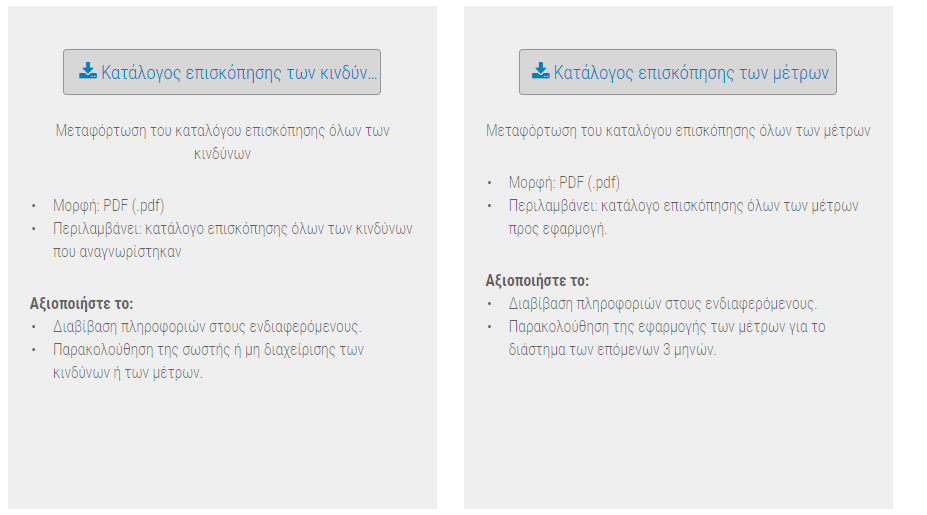 Κατάλογος επισκόπησης των κινδύν...
Μεταφόρτωση του καταλόγου επισκόπησης όλων των
κινδύνων
• Μορφή: PDF (.pdf)
• Περιλαμβάνει: κατάλογο επισκόπησης όλων των κινδύνων
που αναγνωρίστηκαν
Αξιοποιήστε το:
• Διαβίβαση πληροφοριών στους ενδιαφερόμενους.
• Παρακολούθηση της σωστής ή μη διαχείρισης των
κινδύνων ή των μέτρων.
Κατάλογος επισκόπησης των μέτρων
Μεταφόρτωση του καταλόγου επισκόπησης όλων των μέτρων
• Μορφή: PDF (.pdf)
• Περιλαμβάνει: κατάλογο επισκόπησης όλων των μέτρων
προς εφαρμογή.
Αξιοποιήστε το:
• Διαβίβαση πληροφοριών στους ενδιαφερόμενους.
• Παρακολούθηση της εφαρμογής των μέτρων για το
διάστημα των επόμενων 3 μηνών.